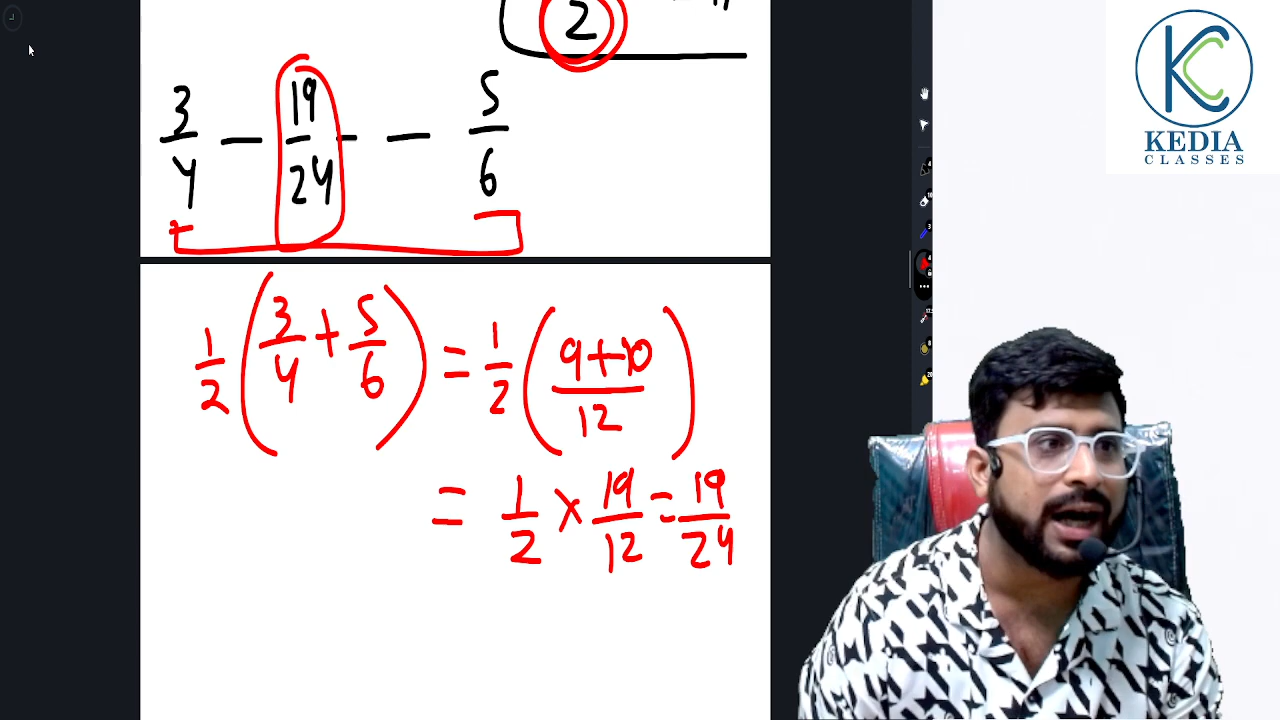 2
3/4 — 19/24 - — 5/6
1/2 (3/4 + 5/6) = 1/2 ((9+10)/12)
= 1/2 × 19/12 = 19/24
KC
KEDIA
CLASSES